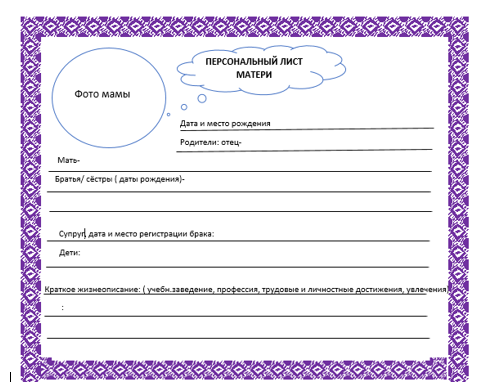 ПЕРСОНАЛЬНЫЙ ЛИСТ
МАТЕРИ
Фото мамы
Дата и место рождения
Родители: отец-
Мать-
Братья/ сёстры ( даты рождения)-
Супруг, дата и место регистрации брака:
Дети:
Краткое жизнеописание: ( учебн.заведение, профессия, трудовые и личностные достижения, увлечения
: